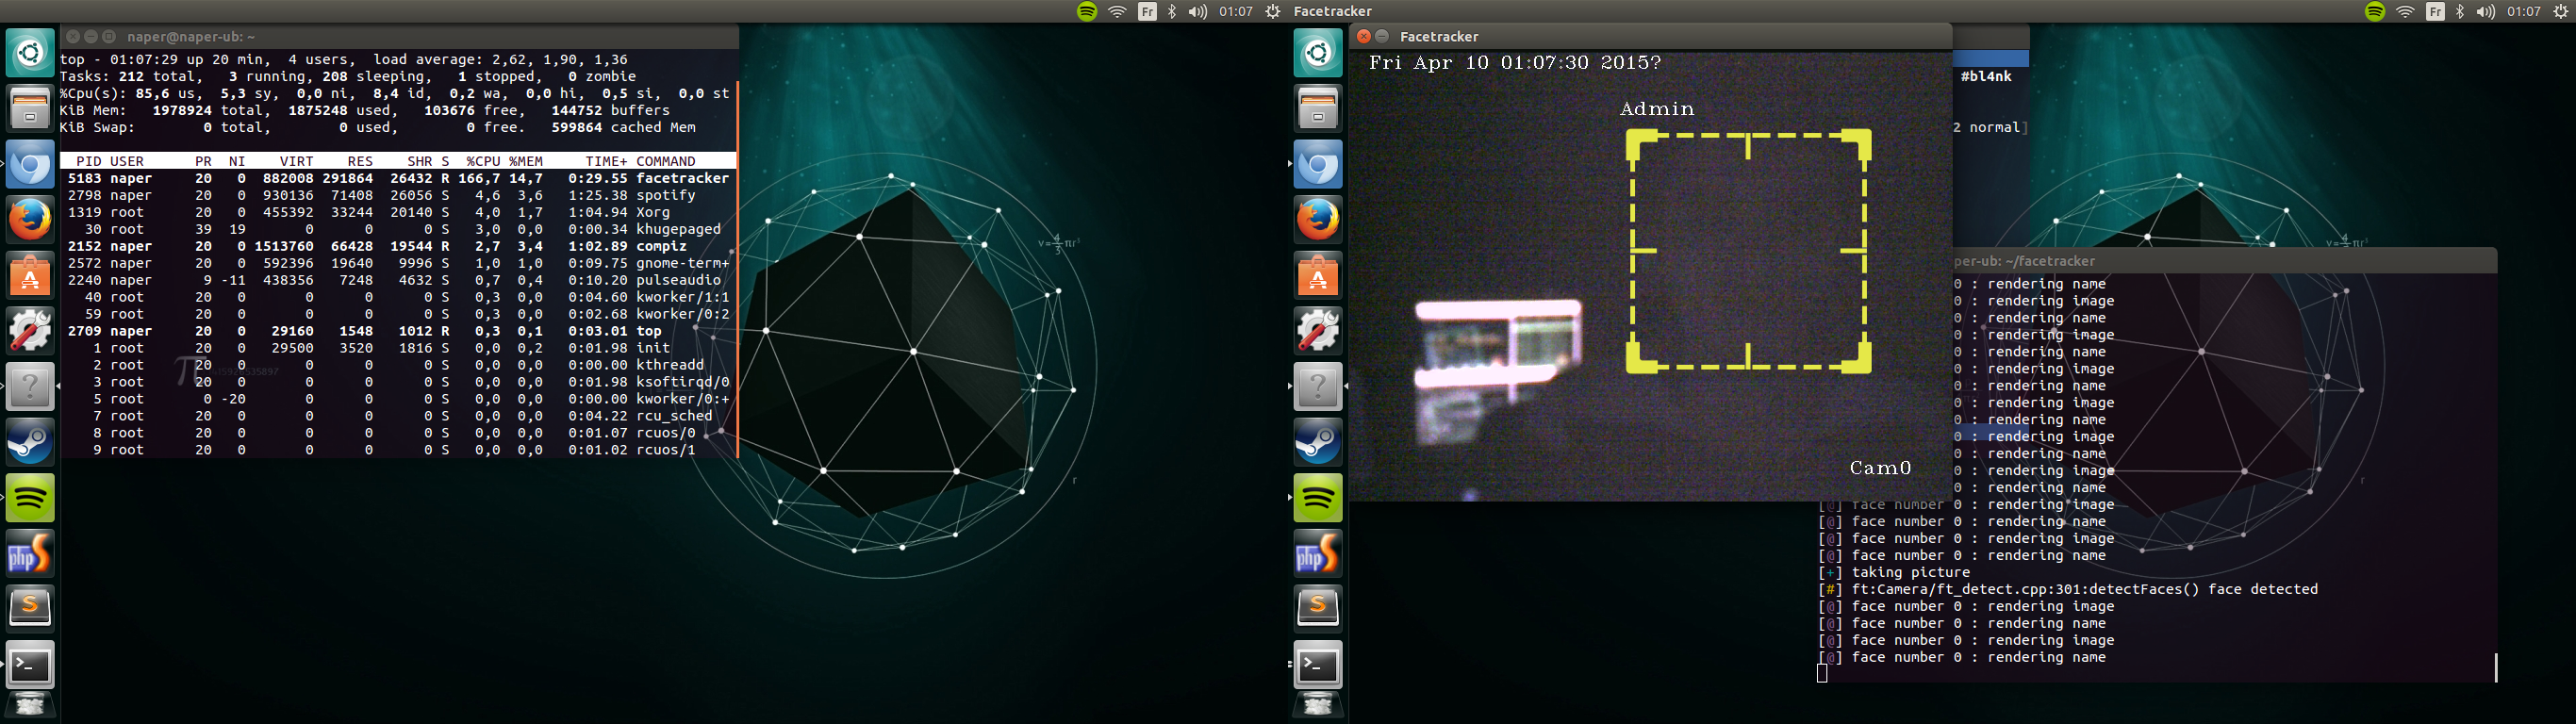 01:07
Facetracker
01:07
naper@naper-ub: ~
top - 01:07:29 up 20 min,  4 users,  load average: 2,62, 1,90, 1,36
Tasks: 212 total,   3 running, 208 sleeping,   1 stopped,   0 zombie
%Cpu(s): 85,6 us,  5,3 sy,  0,0 ni,  8,4 id,  0,2 wa,  0,0 hi,  0,5 si,  0,0 st
KiB Mem:   1978924 total,  1875248 used,   103676 free,   144752 buffers
KiB Swap:        0 total,        0 used,        0 free.   599864 cached Mem
PID USER      PR  NI    VIRT    RES    SHR S  %CPU %MEM     TIME+ COMMAND
5183 naper     20   0  882008 291864  26432 R 166,7 14,7   0:29.55 facetracker
2798 naper     20   0  930136  71408  26056 S   4,6  3,6   1:25.38 spotify
1319 root      20   0  455392  33244  20140 S   4,0  1,7   1:04.94 Xorg
30 root      39  19       0      0      0 S   3,0  0,0   0:00.34 khugepaged
2152 naper     20   0 1513760  66428  19544 R   2,7  3,4   1:02.89 compiz
2572 naper     20   0  592396  19640   9996 S   1,0  1,0   0:09.75 gnome-term+
2240 naper      9 -11  438356   7248   4632 S   0,7  0,4   0:10.20 pulseaudio
40 root      20   0       0      0      0 S   0,3  0,0   0:04.60 kworker/1:1
59 root      20   0       0      0      0 S   0,3  0,0   0:02.68 kworker/0:2
2709 naper     20   0   29160   1548   1012 R   0,3  0,1   0:03.01 top
1 root      20   0   29500   3520   1816 S   0,0  0,2   0:01.98 init
2 root      20   0       0      0      0 S   0,0  0,0   0:00.00 kthreadd
3 root      20   0       0      0      0 S   0,0  0,0   0:01.98 ksoftirqd/0
5 root       0 -20       0      0      0 S   0,0  0,0   0:00.00 kworker/0:+
7 root      20   0       0      0      0 S   0,0  0,0   0:04.22 rcu_sched
8 root      20   0       0      0      0 S   0,0  0,0   0:01.07 rcuos/0
9 root      20   0       0      0      0 S   0,0  0,0   0:01.02 rcuos/1
Fr
Fr
php
Facetracker
Fri Apr 10 01:07:30 2015?
Admin
Cam0
#bl4nk
2 normal]
per-ub: ~/facetracker
0 : rendering name
0 : rendering image
0 : rendering name
0 : rendering image
0 : rendering name
0 : rendering image
0 : rendering name
0 : rendering image
0 : rendering name
0 : rendering image
0 : rendering name
0 : rendering image
0 : rendering name
[@] face number 0 : rendering image
[@] face number 0 : rendering name
[@] face number 0 : rendering image
[@] face number 0 : rendering name
[+] taking picture
[#] ft:Camera/ft_detect.cpp:301:detectFaces() face detected
[@] face number 0 : rendering image
[@] face number 0 : rendering name
[@] face number 0 : rendering image
[@] face number 0 : rendering name